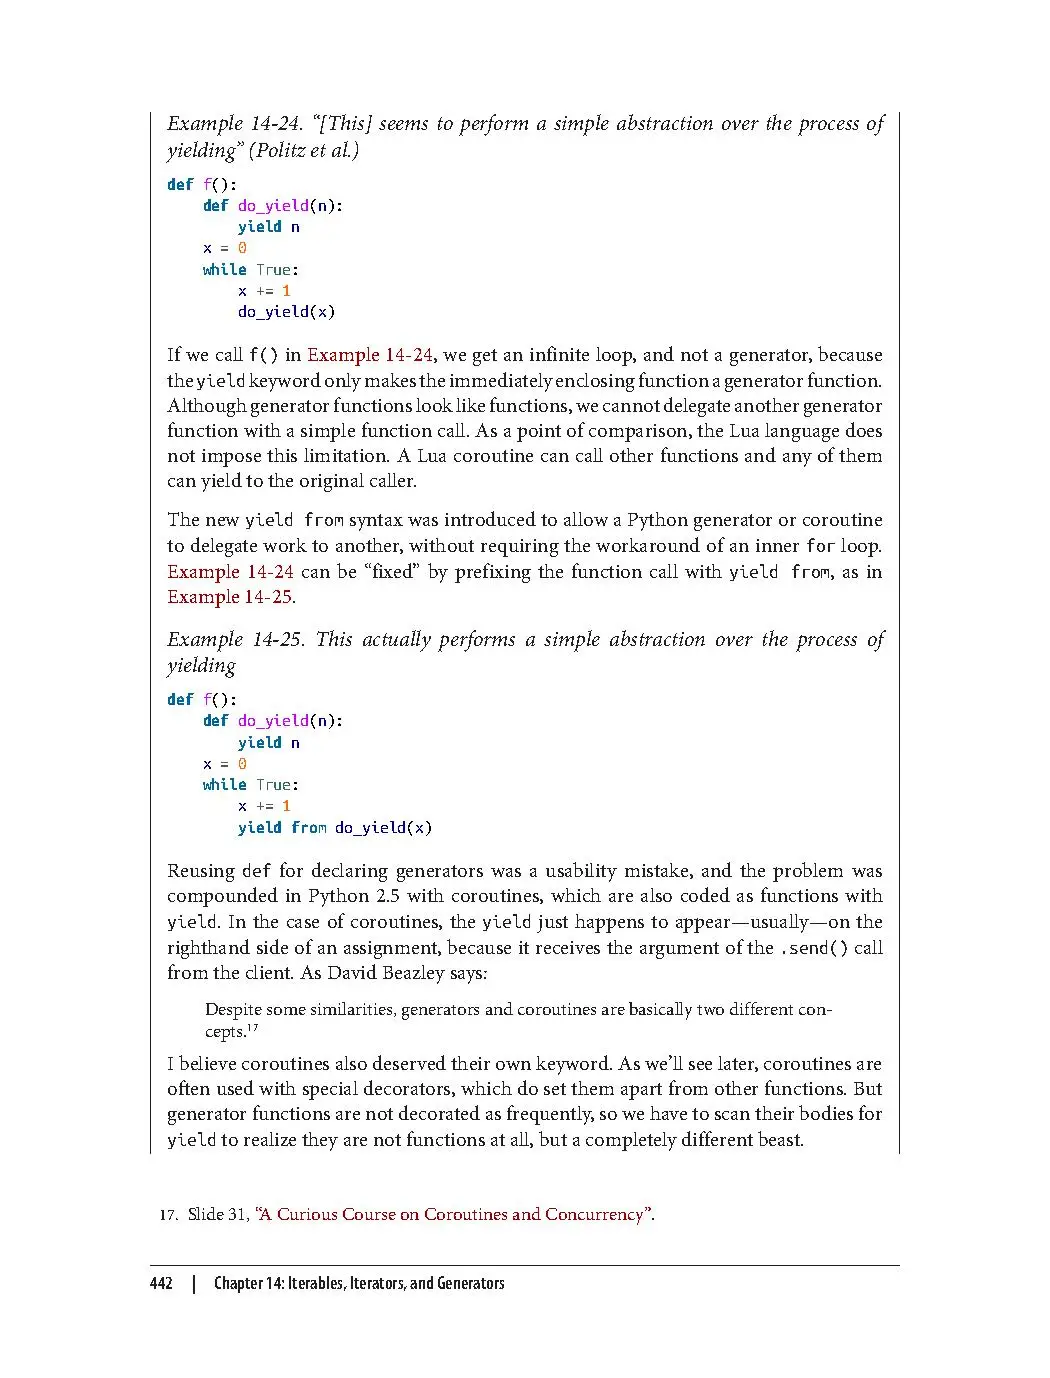 Example 14-24. “[This] seems to perform a simple abstraction over the process of
yielding” (Politz et al.)
def f():
    def do_yield(n):
        yield n
    x = 0
    while True:
        x += 1
        do_yield(x)
If we call f() in Example 14-24, we get an infinite loop, and not a generator, because
the yield keyword only makes the immediately enclosing function a generator function.
Although generator functions look like functions, we cannot delegate another generator
function with a simple function call. As a point of comparison, the Lua language does
not impose this limitation. A Lua coroutine can call other functions and any of them
can yield to the original caller.
The new yield from syntax was introduced to allow a Python generator or coroutine
to delegate work to another, without requiring the workaround of an inner for loop.
Example 14-24 can be “fixed” by prefixing the function call with yield from, as in
Example 14-25.
Example 14-25. This actually performs a simple abstraction over the process of
yielding
def f():
    def do_yield(n):
        yield n
    x = 0
    while True:
        x += 1
        yield from do_yield(x)
Reusing def for declaring generators was a usability mistake, and the problem was
compounded in Python 2.5 with coroutines, which are also coded as functions with
yield. In the case of coroutines, the yield just happens to appear—usually—on the
righthand side of an assignment, because it receives the argument of the .send() call
from the client. As David Beazley says:
Despite some similarities, generators and coroutines are basically two different con-
cepts.17
I believe coroutines also deserved their own keyword. As we’ll see later, coroutines are
often used with special decorators, which do set them apart from other functions. But
generator functions are not decorated as frequently, so we have to scan their bodies for
yield to realize they are not functions at all, but a completely different beast.
17. Slide 31, “A Curious Course on Coroutines and Concurrency”.
442 | Chapter 14: Iterables, Iterators, and Generators